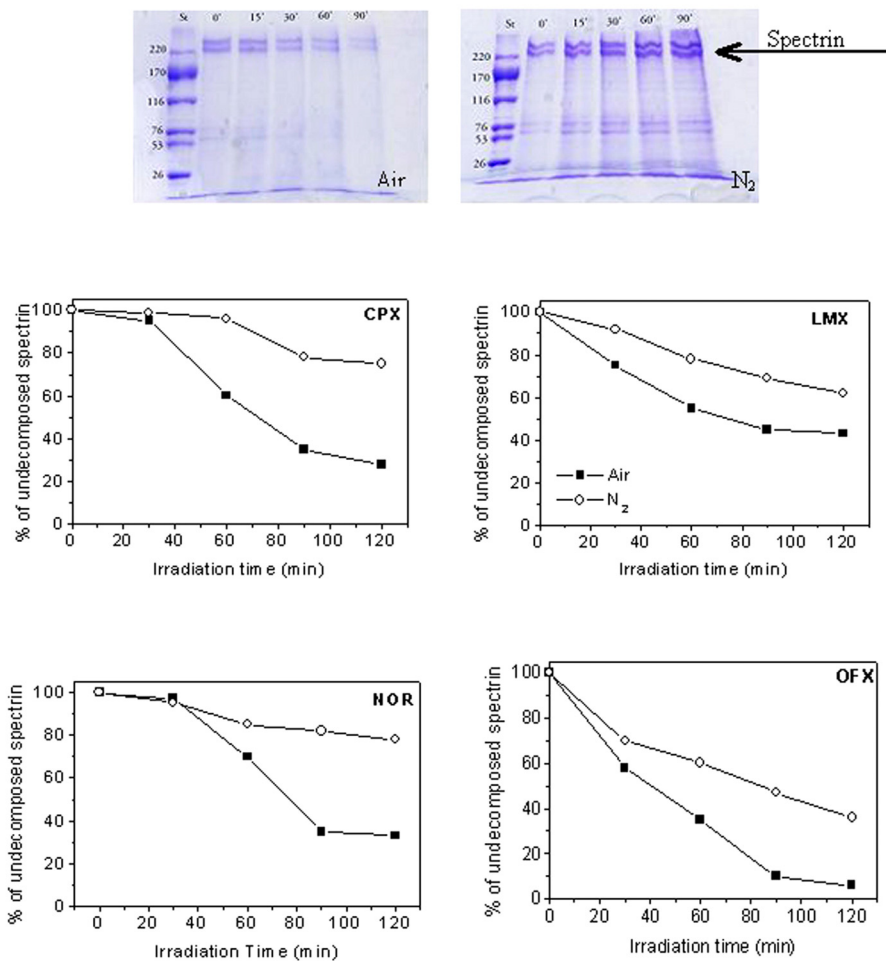 St 0' 15' 30' 60' 90'
220
170
116
76
53
26
Air
St 0' 15' 30' 60' 90'
220
170
116
76
53
26
N2
Spectrin
CPX
% of undecomposed spectrin
100
80
60
40
20
0
0 20 40 60 80 100 120
Irradiation time (min)
LMX
% of undecomposed spectrin
100
80
60
40
20
0
Air
N2
0 20 40 60 80 100 120
Irradiation time (min)
NOR
% of undecomposed spectrin
100
80
60
40
20
0
0 20 40 60 80 100 120
Irradiation Time (min)
OFX
% of undecomposed spectrin
100
80
60
40
20
0
0 20 40 60 80 100 120
Irradiation time (min)